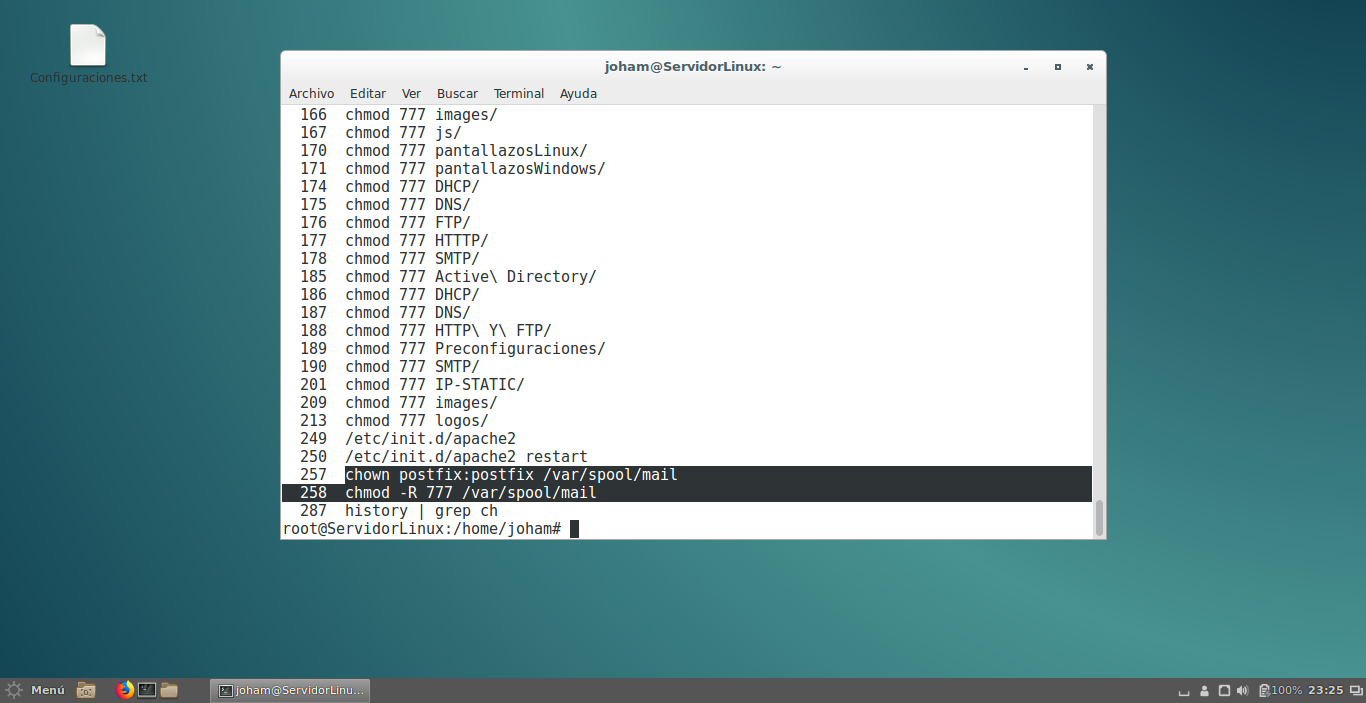 Configuraciones.txt
joham@ServidorLinux: ~
Archivo Editar Ver Buscar Terminal Ayuda
166 chmod 777 images/
167 chmod 777 js/
170 chmod 777 pantallazosLinux/
171 chmod 777 pantallazosWindows/
174 chmod 777 DHCP/
175 chmod 777 DNS/
176 chmod 777 FTP/
177 chmod 777 HTTTP/
178 chmod 777 SMTP/
185 chmod 777 Active\ Directory/
186 chmod 777 DHCP/
187 chmod 777 DNS/
188 chmod 777 HTTP\ Y\ FTP/
189 chmod 777 Preconfiguraciones/
190 chmod 777 SMTP/
201 chmod 777 IP-STATIC/
209 chmod 777 images/
213 chmod 777 logos/
249 /etc/init.d/apache2
250 /etc/init.d/apache2 restart
257 chown postfix:postfix /var/spool/mail
258 chmod -R 777 /var/spool/mail
287 history | grep ch
root@ServidorLinux:/home/joham#
Menú joham@ServidorLinu... 100% 23:25